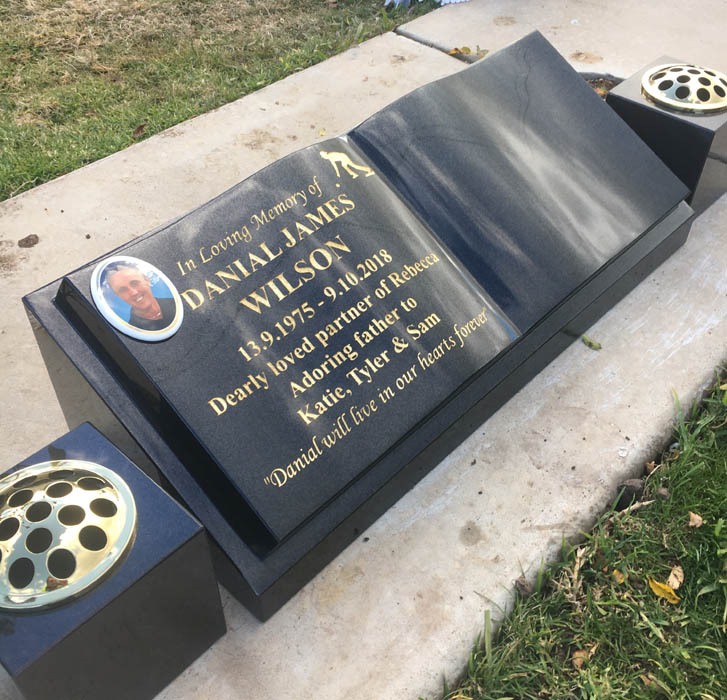 In Loving Memory of
DANIAL JAMES
WILSON
13.9.1975 - 9.10.2018
Dearly loved partner of Rebecca
Adoring father to
Katie, Tyler & Sam
"Danial will live in our hearts forever